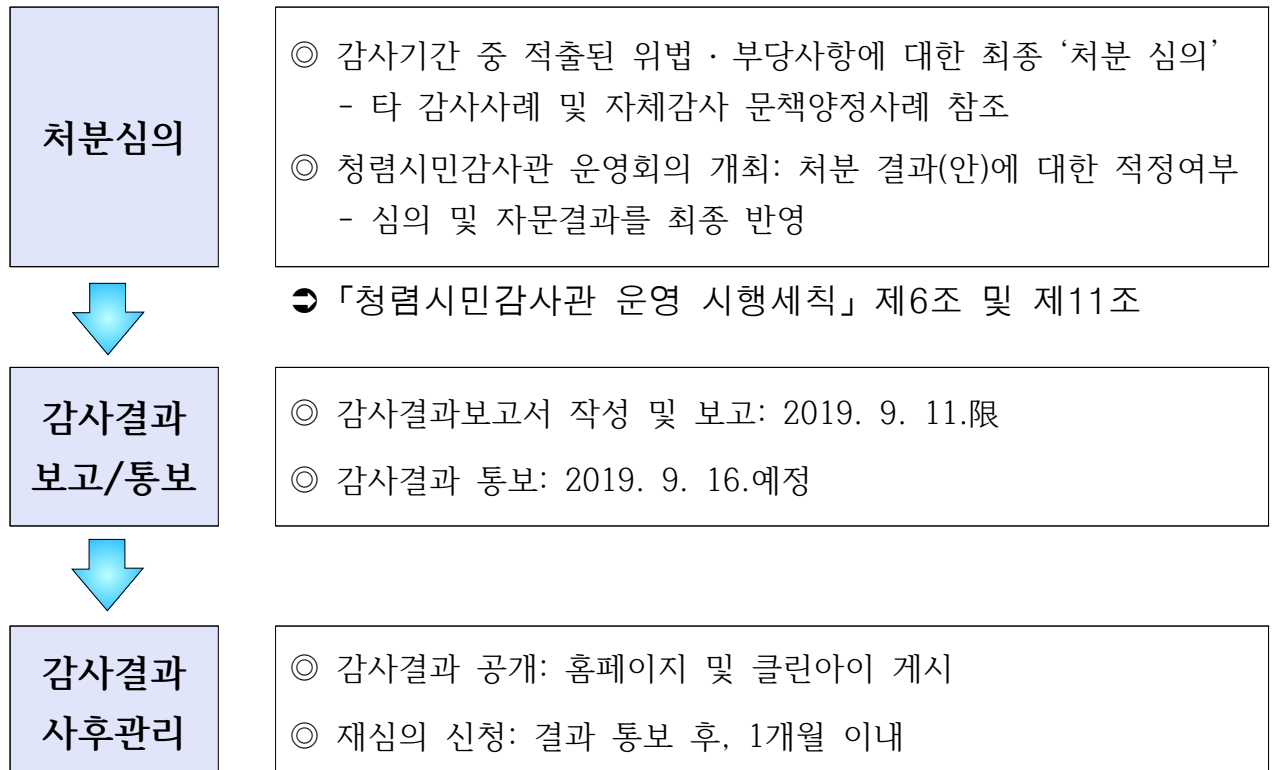 처분심의
◎ 감사기간 중 적출된 위법·부당사항에 대한 최종 ‘처분 심의’
- 타 감사사례 및 자체감사 문책양정사례 참조
◎ 청렴시민감사관 운영회의 개최: 처분 결과(안)에 대한 적정여부
- 심의 및 자문결과를 최종 반영
➲「청렴시민감사관 운영 시행세칙」제6조 및 제11조
감사결과
보고/통보
◎ 감사결과보고서 작성 및 보고: 2019. 9. 11.限
◎ 감사결과 통보: 2019. 9. 16.예정
감사결과
사후관리
◎ 감사결과 공개: 홈페이지 및 클린아이 게시
◎ 재심의 신청: 결과 통보 후, 1개월 이내